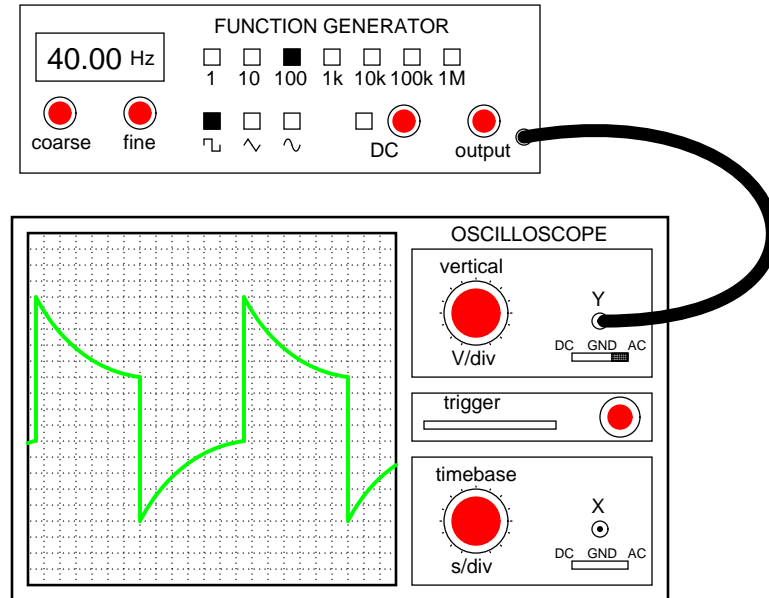 FUNCTION GENERATOR
40.00 Hz
1 10 100 1k 10k 100k 1M
coarse fine DC output
OSCILLOSCOPE
vertical
Y
DC GND AC
V/div
trigger
timebase
X
DC GND AC
s/div